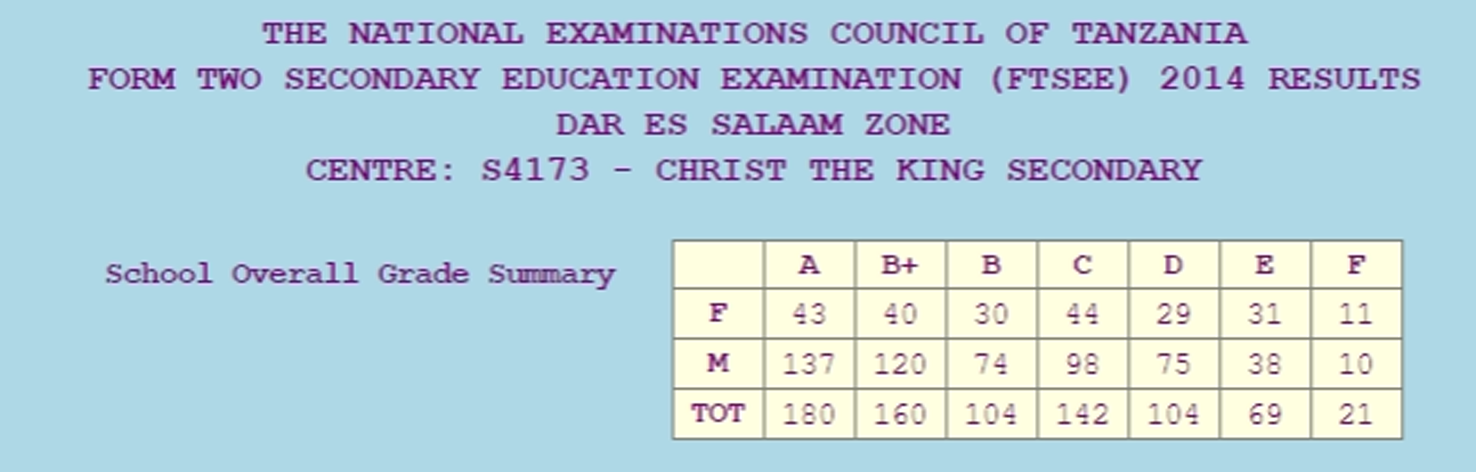 THE NATIONAL EXAMINATIONS COUNCIL OF TANZANIA
FORM TWO SECONDARY EDUCATION EXAMINATION (FTSEE) 2014 RESULTS
DAR ES SALAAM ZONE
CENTRE: S4173 - CHRIST THE KING SECONDARY
School Overall Grade Summary
A B+ B C D E F
F 43 40 30 44 29 31 11
M 137 120 74 98 75 38 10
TOT 180 160 104 142 104 69 21